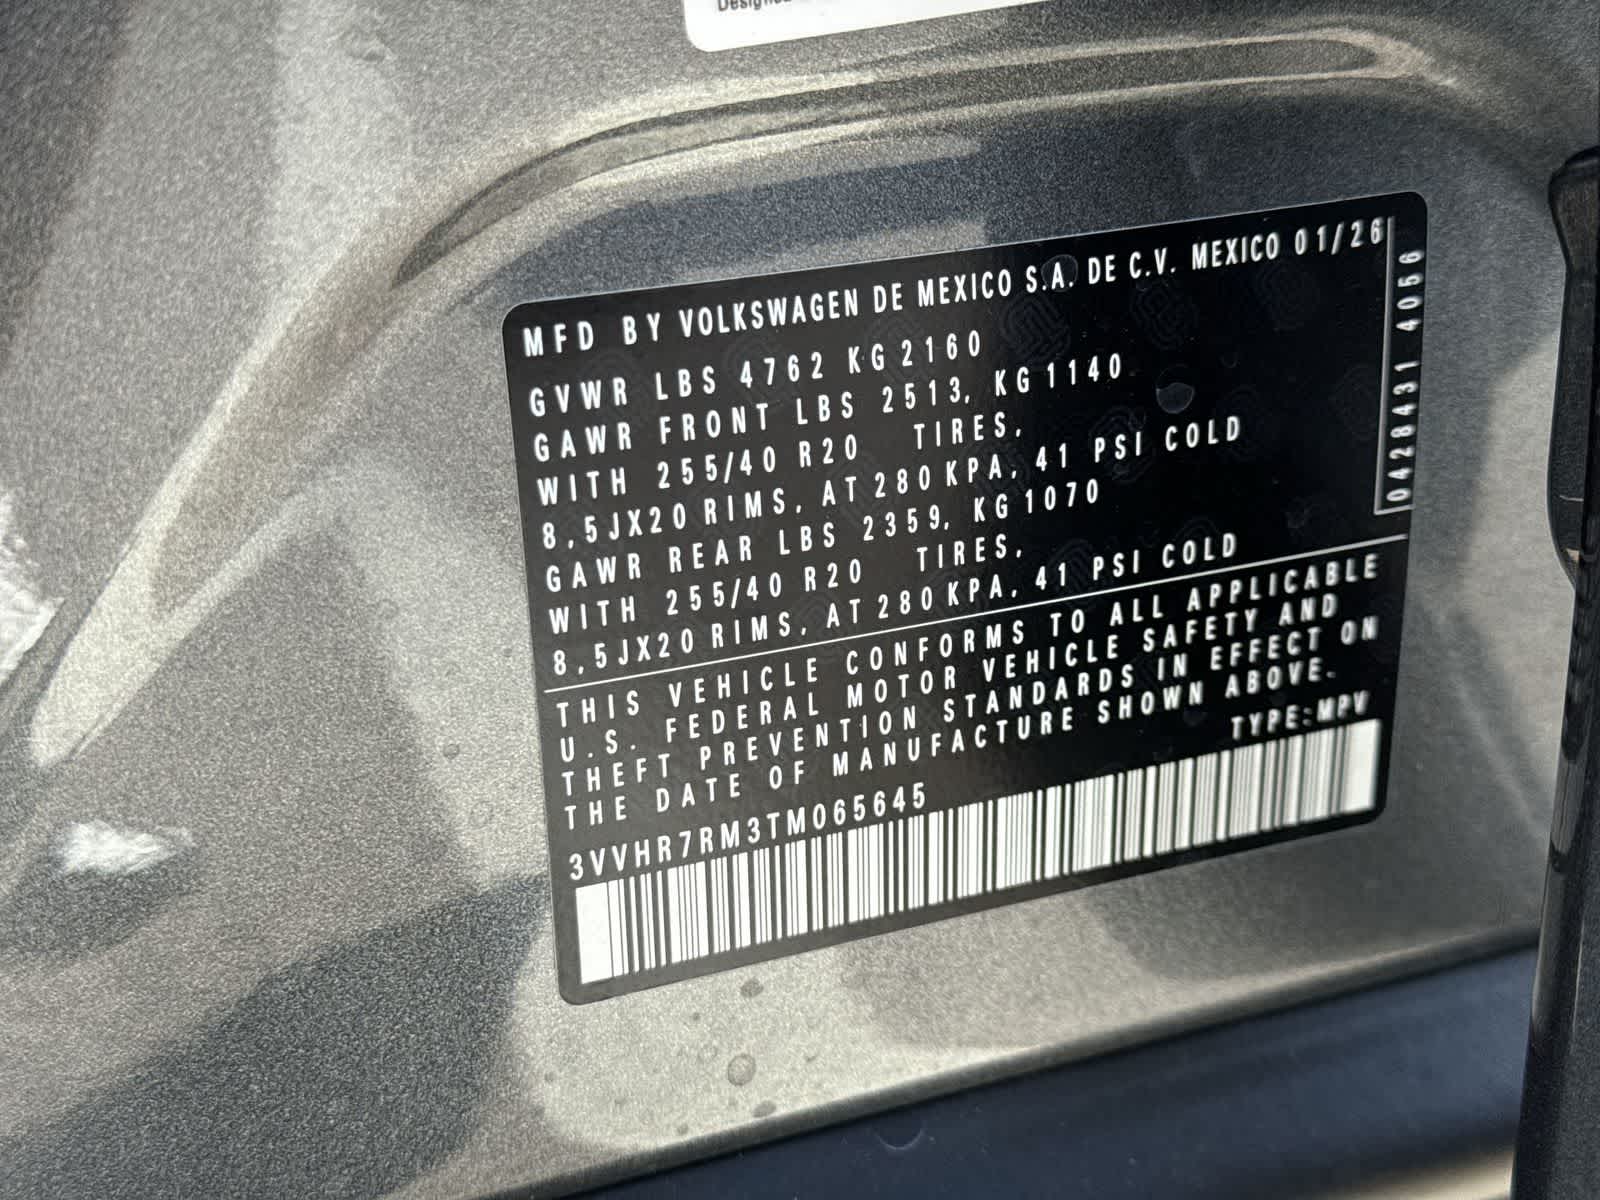 Designed
MFD BY VOLKSWAGEN DE MEXICO S.A. DE C.V. MEXICO 01/26
GVWR LBS 4762 KG 2160
GAWR FRONT LBS 2513, KG 1140
WITH 255/40 R20 TIRES,
8,5JX20 RIMS, AT 280 KPA, 41 PSI COLD
GAWR REAR LBS 2359, KG 1070
WITH 255/40 R20 TIRES,
8,5JX20 RIMS, AT 280 KPA, 41 PSI COLD
0428431 4056
THIS VEHICLE CONFORMS TO ALL APPLICABLE
U.S. FEDERAL MOTOR VEHICLE SAFETY AND
THEFT PREVENTION STANDARDS IN EFFECT ON
THE DATE OF MANUFACTURE SHOWN ABOVE.
TYPE:MPV
3VVHR7RM3TM065645